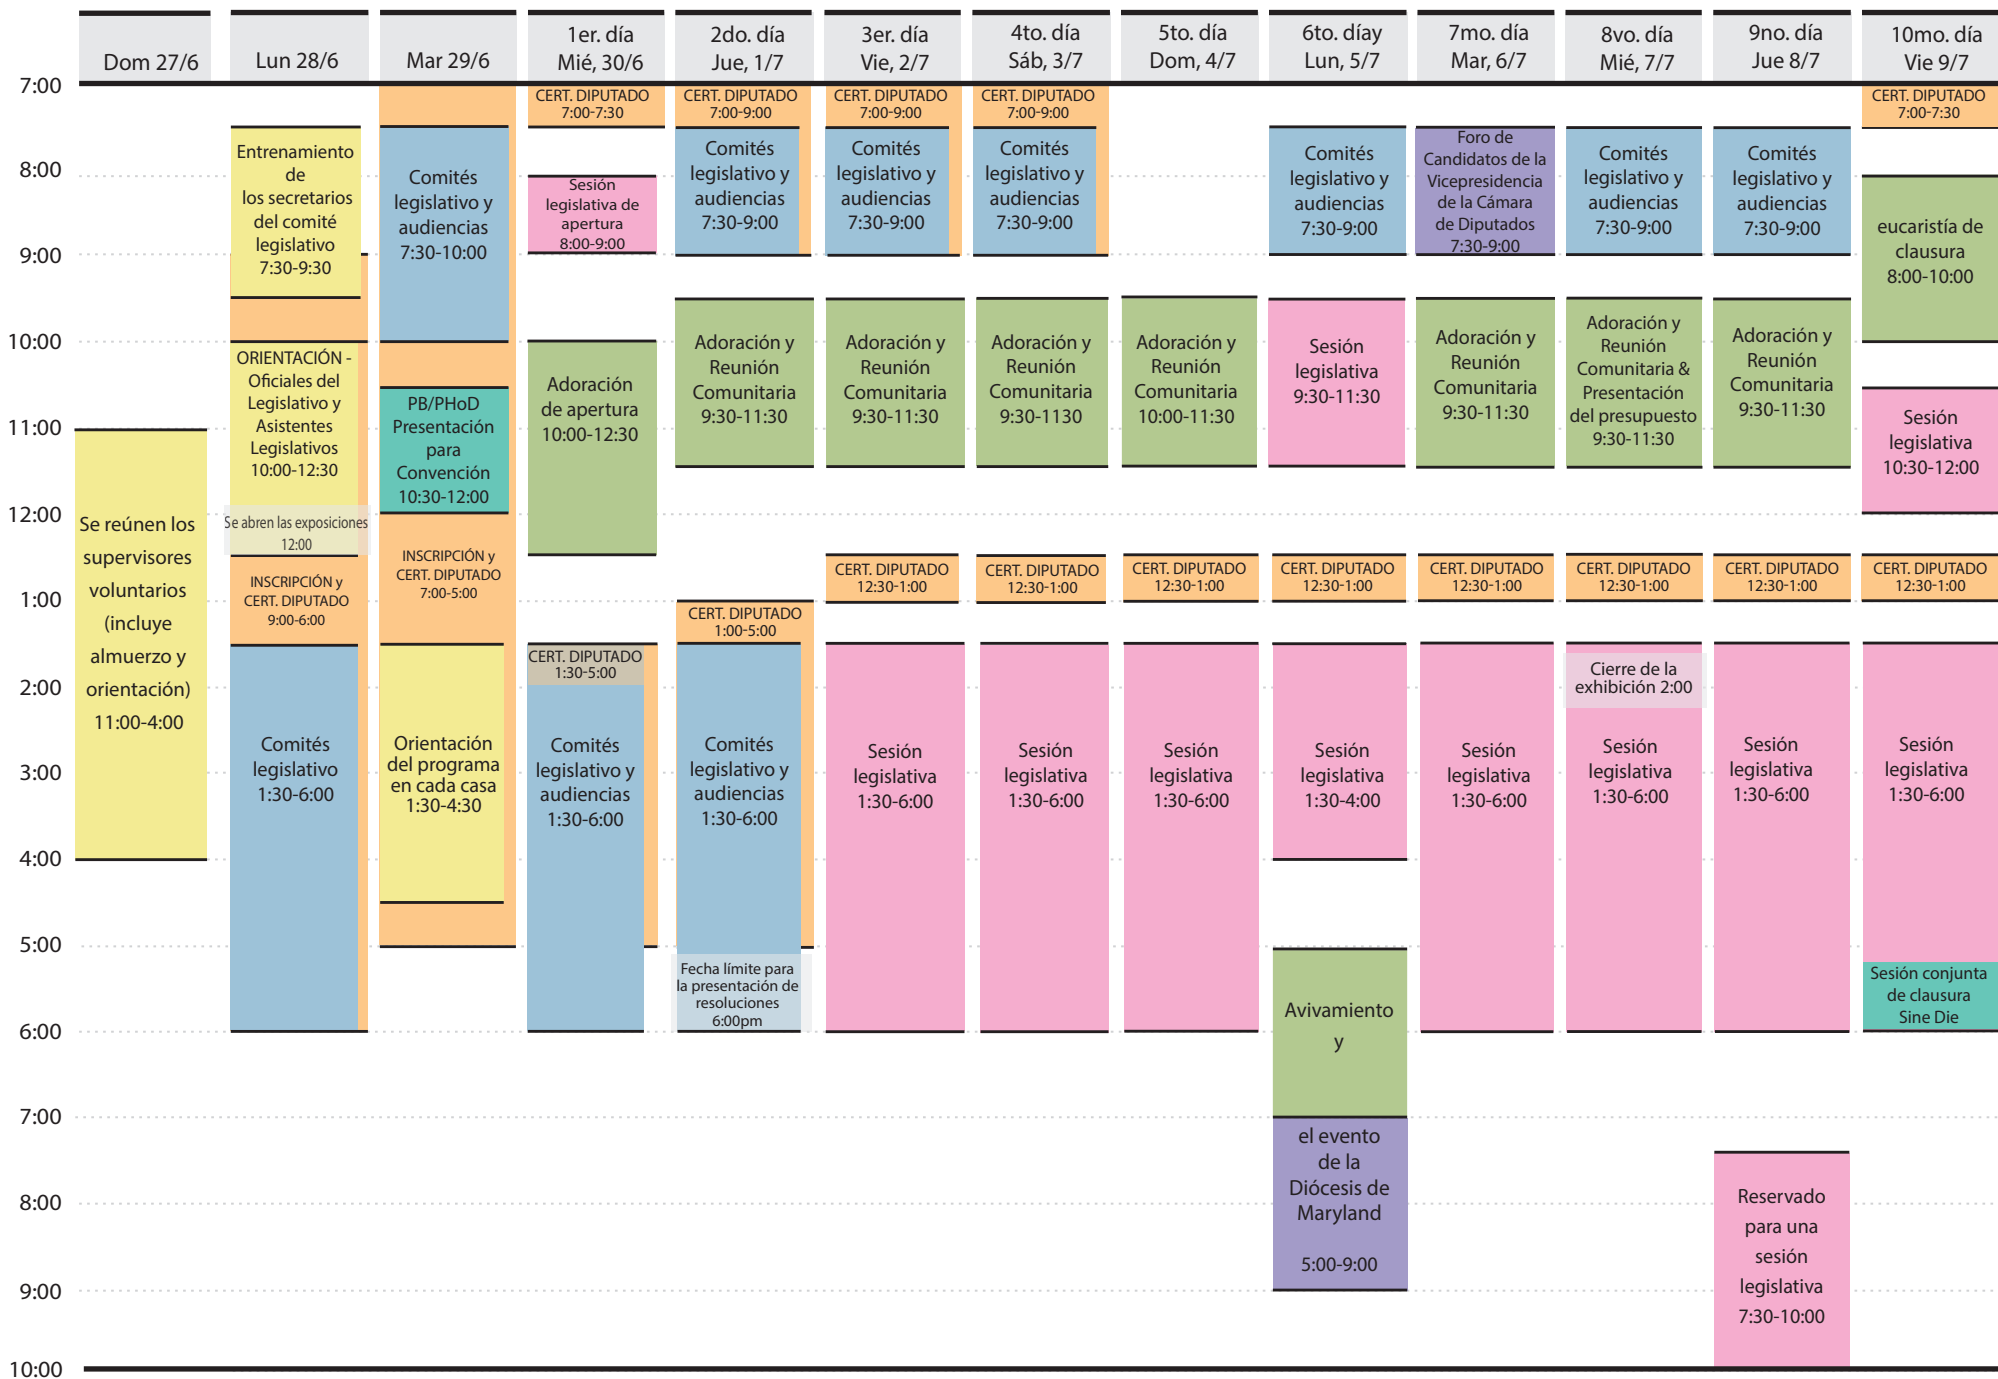 Dom 27/6
Lun 28/6
Mar 29/6
1er. día
Mié, 30/6
2do. día
Jue, 1/7
3er. día
Vie, 2/7
4to. día
Sáb, 3/7
5to. día
Dom, 4/7
6to. díay
Lun, 5/7
7mo. día
Mar, 6/7
8vo. día
Mié, 7/7
9no. día
Jue 8/7
10mo. día
Vie 9/7
7:00
8:00
9:00
10:00
11:00
12:00
1:00
2:00
3:00
4:00
5:00
6:00
7:00
8:00
9:00
10:00
Se reúnen los
supervisores
voluntarios
(incluye
almuerzo y
orientación)
11:00-4:00
Entrenamiento
de
los secretarios
del comité
legislativo
7:30-9:30
ORIENTACIÓN -
Oficiales del
Legislativo y
Asistentes
Legislativos
10:00-12:30
Se abren las exposiciones
12:00
INSCRIPCIÓN y
CERT. DIPUTADO
9:00-6:00
Comités
legislativo
1:30-6:00
Comités
legislativo y
audiencias
7:30-10:00
PB/PHoD
Presentación
para
Convención
10:30-12:00
INSCRIPCIÓN y
CERT. DIPUTADO
7:00-5:00
Orientación
del programa
en cada casa
1:30-4:30
CERT. DIPUTADO
7:00-7:30
Sesión
legislativa de
apertura
8:00-9:00
Adoración
de apertura
10:00-12:30
CERT. DIPUTADO
1:30-5:00
Comités
legislativo y
audiencias
1:30-6:00
CERT. DIPUTADO
7:00-9:00
Comités
legislativo y
audiencias
7:30-9:00
Adoración y
Reunión
Comunitaria
9:30-11:30
CERT. DIPUTADO
1:00-5:00
Comités
legislativo y
audiencias
1:30-6:00
Fecha límite para
la presentación de
resoluciones
6:00pm
CERT. DIPUTADO
7:00-9:00
Comités
legislativo y
audiencias
7:30-9:00
Adoración y
Reunión
Comunitaria
9:30-11:30
CERT. DIPUTADO
12:30-1:00
Sesión
legislativa
1:30-6:00
CERT. DIPUTADO
7:00-9:00
Comités
legislativo y
audiencias
7:30-9:00
Adoración y
Reunión
Comunitaria
9:30-1130
CERT. DIPUTADO
12:30-1:00
Sesión
legislativa
1:30-6:00
Adoración y
Reunión
Comunitaria
10:00-11:30
CERT. DIPUTADO
12:30-1:00
Sesión
legislativa
1:30-6:00
Comités
legislativo y
audiencias
7:30-9:00
Sesión
legislativa
9:30-11:30
CERT. DIPUTADO
12:30-1:00
Sesión
legislativa
1:30-4:00
Avivamiento
y
el evento
de la
Diócesis de
Maryland
5:00-9:00
Foro de
Candidatos de la
Vicepresidencia
de la Cámara
de Diputados
7:30-9:00
Adoración y
Reunión
Comunitaria
9:30-11:30
CERT. DIPUTADO
12:30-1:00
Sesión
legislativa
1:30-6:00
Comités
legislativo y
audiencias
7:30-9:00
Adoración y
Reunión
Comunitaria &
Presentación
del presupuesto
9:30-11:30
CERT. DIPUTADO
12:30-1:00
Cierre de la
exhibición 2:00
Sesión
legislativa
1:30-6:00
Comités
legislativo y
audiencias
7:30-9:00
Adoración y
Reunión
Comunitaria
9:30-11:30
CERT. DIPUTADO
12:30-1:00
Sesión
legislativa
1:30-6:00
Reservado
para una
sesión
legislativa
7:30-10:00
CERT. DIPUTADO
7:00-7:30
eucaristía de
clausura
8:00-10:00
Sesión
legislativa
10:30-12:00
CERT. DIPUTADO
12:30-1:00
Sesión
legislativa
1:30-6:00
Sesión conjunta
de clausura
Sine Die